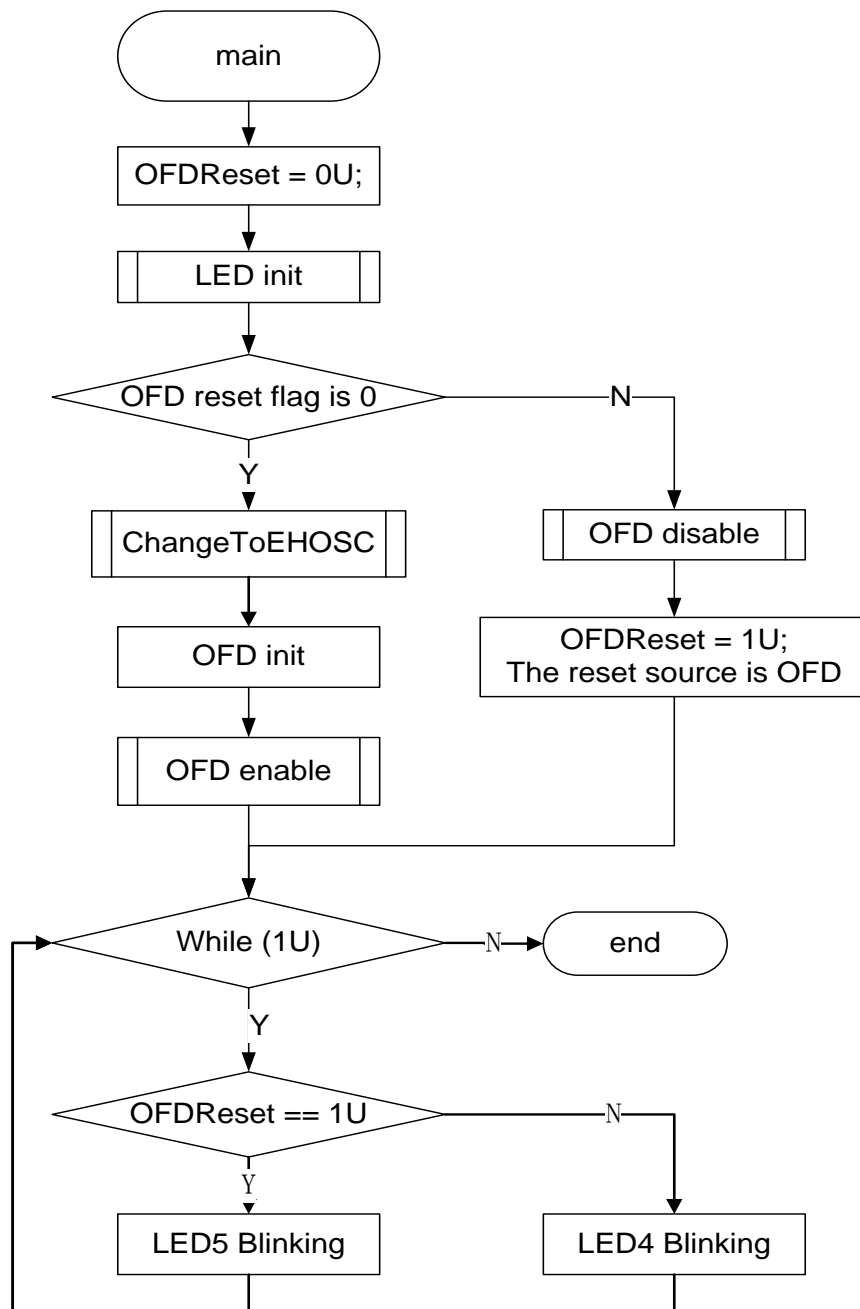 main
OFDReset = 0U;
LED init
OFD reset flag is 0
N
Y
ChangeToEHOSC
OFD disable
OFD init
OFDReset = 1U;
The reset source is OFD
OFD enable
While (1U)
N
end
Y
OFDReset == 1U
N
Y
LED5 Blinking
LED4 Blinking